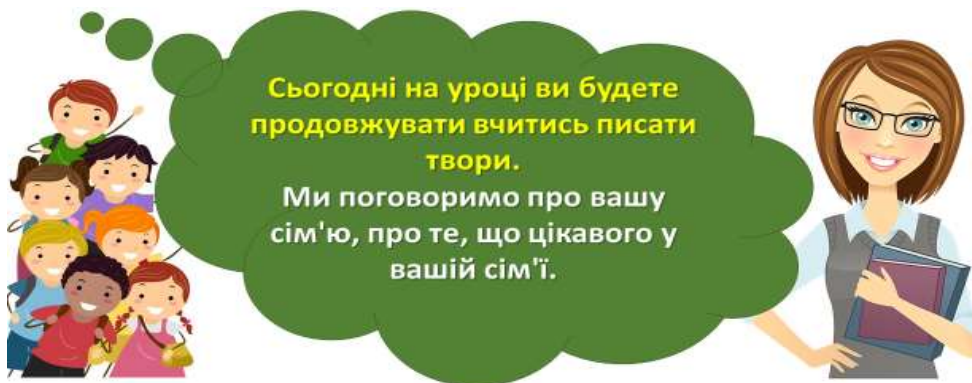 Сьогодні на уроці ви будете
продовжувати вчитись писати
твори.
Ми поговоримо про вашу
сім'ю, про те, що цікавого у
вашій сім'ї.